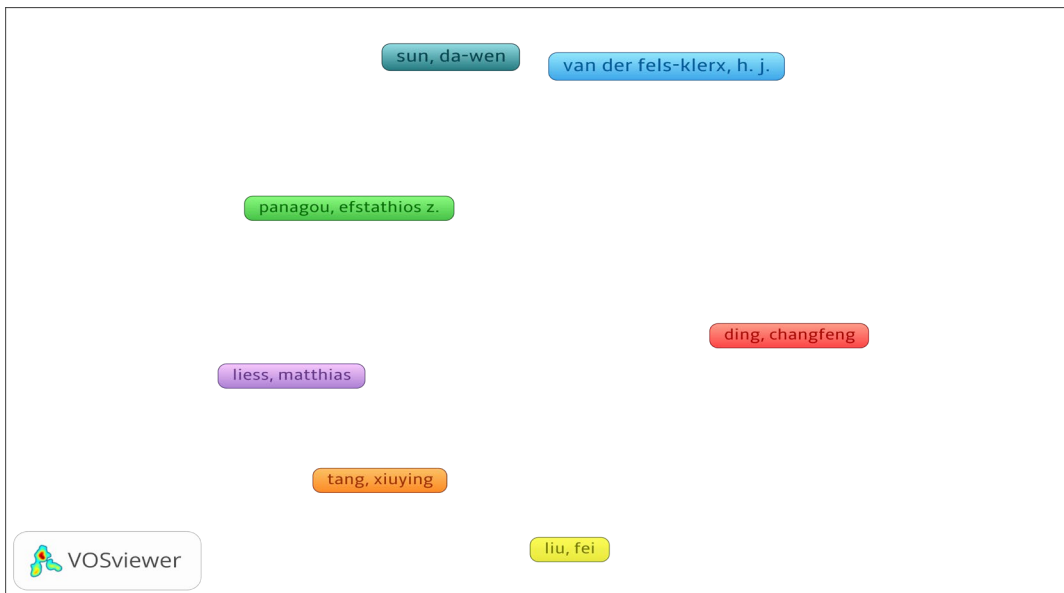 sun, da-wen
van der fels-klerx, h. j.
panagou, efstathios z.
ding, changfeng
liess, matthias
tang, xiuying
liu, fei
VOSviewer